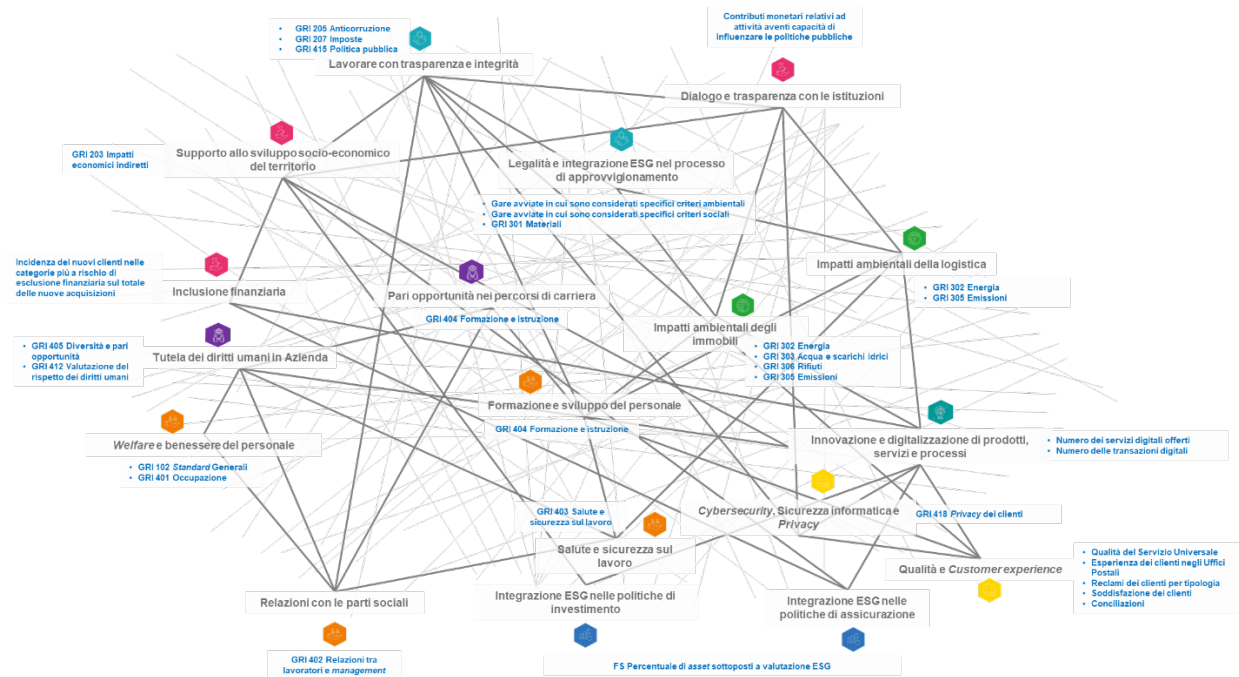 • GRI 205 Anticorruzione
• GRI 207 Imposte
• GRI 415 Politica pubblica
Lavorare con trasparenza e integrità
Contributi monetari relativi ad
attività aventi capacità di
influenzare le politiche pubbliche
Dialogo e trasparenza con le istituzioni
GRI 203 Impatti
economici indiretti
Supporto allo sviluppo socio-economico
del territorio
Legalità e integrazione ESG nel processo
di approvvigionamento
• Gare avviate in cui sono considerati specifici criteri ambientali
• Gare avviate in cui sono considerati specifici criteri sociali
• GRI 301 Materiali
Impatti ambientali della logistica
• GRI 302 Energia
• GRI 305 Emissioni
Incidenza dei nuovi clienti nelle
categorie più a rischio di
esclusione finanziaria sul totale
delle nuove acquisizioni
Inclusione finanziaria
Pari opportunità nei percorsi di carriera
GRI 404 Formazione e istruzione
Impatti ambientali degli
immobili
• GRI 302 Energia
• GRI 303 Acqua e scarichi idrici
• GRI 306 Rifiuti
• GRI 305 Emissioni
• GRI 405 Diversità e pari
opportunità
• GRI 412 Valutazione del
rispetto dei diritti umani
Tutela dei diritti umani in Azienda
Formazione e sviluppo del personale
GRI 404 Formazione e istruzione
Welfare e benessere del personale
• GRI 102 Standard Generali
• GRI 401 Occupazione
Innovazione e digitalizzazione di prodotti,
servizi e processi
• Numero dei servizi digitali offerti
• Numero delle transazioni digitali
Cybersecurity, Sicurezza informatica e
Privacy
GRI 418 Privacy dei clienti
GRI 403 Salute e
sicurezza sul lavoro
Salute e sicurezza sul
lavoro
Qualità e Customer experience
• Qualità del Servizio Universale
• Esperienza dei clienti negli Uffici
Postali
• Reclami dei clienti per tipologia
• Soddisfazione dei clienti
• Conciliazioni
Relazioni con le parti sociali
GRI 402 Relazioni tra
lavoratori e management
Integrazione ESG nelle politiche di
investimento
Integrazione ESG nelle
politiche di assicurazione
FS Percentuale di asset sottoposti a valutazione ESG